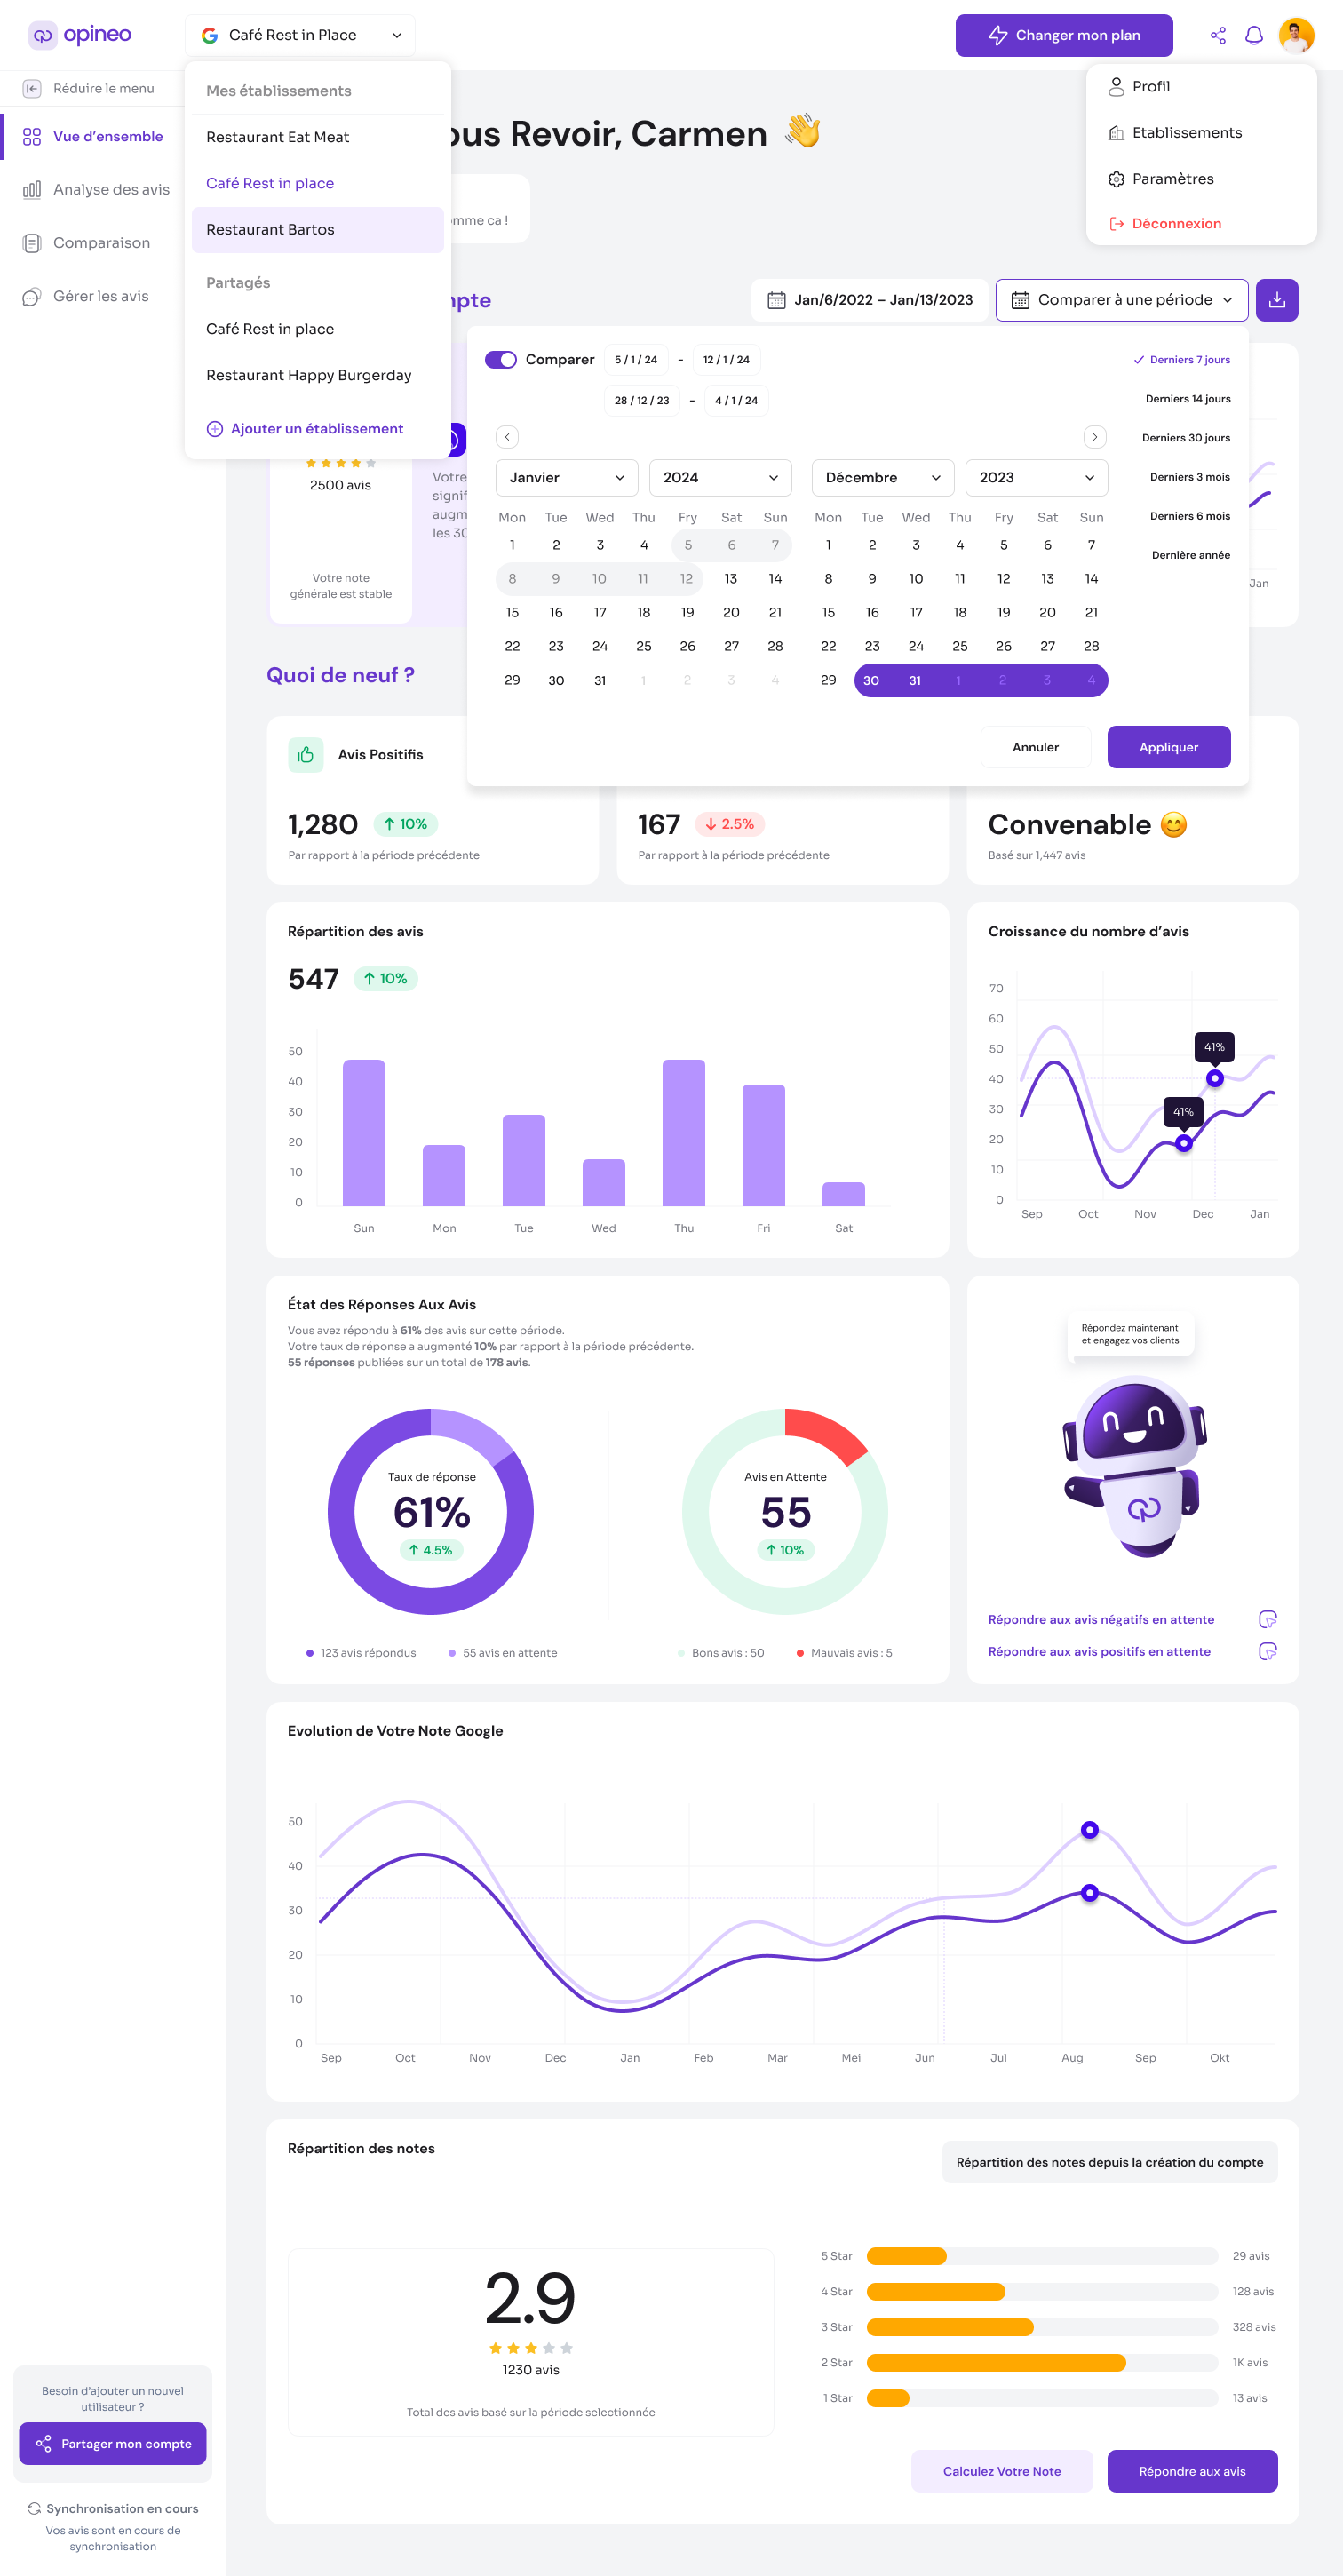 opineo
Café Rest in Place
Changer mon plan
Réduire le menu
Vue d'ensemble
Analyse des avis
Comparaison
Gérer les avis
Mes établissements
Restaurant Eat Meat
Café Rest in place
Restaurant Bartos
Partagés
Café Rest in place
Restaurant Happy Burgerday
Ajouter un établissement
Revoir, Carmen 👋
ca !
Profil
Etablissements
Paramètres
Déconnexion
Jan/6/2022 – Jan/13/2023
Comparer à une période
Comparer
5 / 1 / 24 - 12 / 1 / 24
28 / 12 / 23 - 4 / 1 / 24
Derniers 7 jours
Derniers 14 jours
Derniers 30 jours
Derniers 3 mois
Derniers 6 mois
Dernière année
Janvier 2024
Mon Tue Wed Thu Fry Sat Sun
1 2 3 4 5 6 7
8 9 10 11 12 13 14
15 16 17 18 19 20 21
22 23 24 25 26 27 28
29 30 31 1 2 3 4
Décembre 2023
Mon Tue Wed Thu Fry Sat Sun
1 2 3 4 5 6 7
8 9 10 11 12 13 14
15 16 17 18 19 20 21
22 23 24 25 26 27 28
29 30 31 1 2 3 4
Annuler
Appliquer
2500 avis
Votre note
générale est stable
Votre
les
Jan
Quoi de neuf ?
Avis Positifis
1,280 10%
Par rapport à la période précédente
167 2.5%
Par rapport à la période précédente
Convenable 😊
Basé sur 1,447 avis
Répartition des avis
547 10%
50
40
30
20
10
0
Sun Mon Tue Wed Thu Fri Sat
Croissance du nombre d'avis
70
60
50
40
30
20
10
0
41%
41%
Sep Oct Nov Dec Jan
État des Réponses Aux Avis
Vous avez répondu à 61% des avis sur cette période.
Votre taux de réponse a augmenté 10% par rapport à la période précédente.
55 réponses publiées sur un total de 178 avis.
Taux de réponse
61%
4.5%
123 avis répondus
55 avis en attente
Avis en Attente
55
10%
Bons avis : 50
Mauvais avis : 5
Répondez maintenant
et engagez vos clients
Répondre aux avis négatifs en attente
Répondre aux avis positifs en attente
Evolution de Votre Note Google
50
40
30
20
10
0
Sep Oct Nov Dec Jan Feb Mar Mei Jun Jul Aug Sep Okt
Répartition des notes
Répartition des notes depuis la création du compte
2.9
1230 avis
Total des avis basé sur la période selectionnée
5 Star 29 avis
4 Star 128 avis
3 Star 328 avis
2 Star 1K avis
1 Star 13 avis
Calculez Votre Note
Répondre aux avis
Besoin d'ajouter un nouvel
utilisateur ?
Partager mon compte
Synchronisation en cours
Vos avis sont en cours de
synchronisation